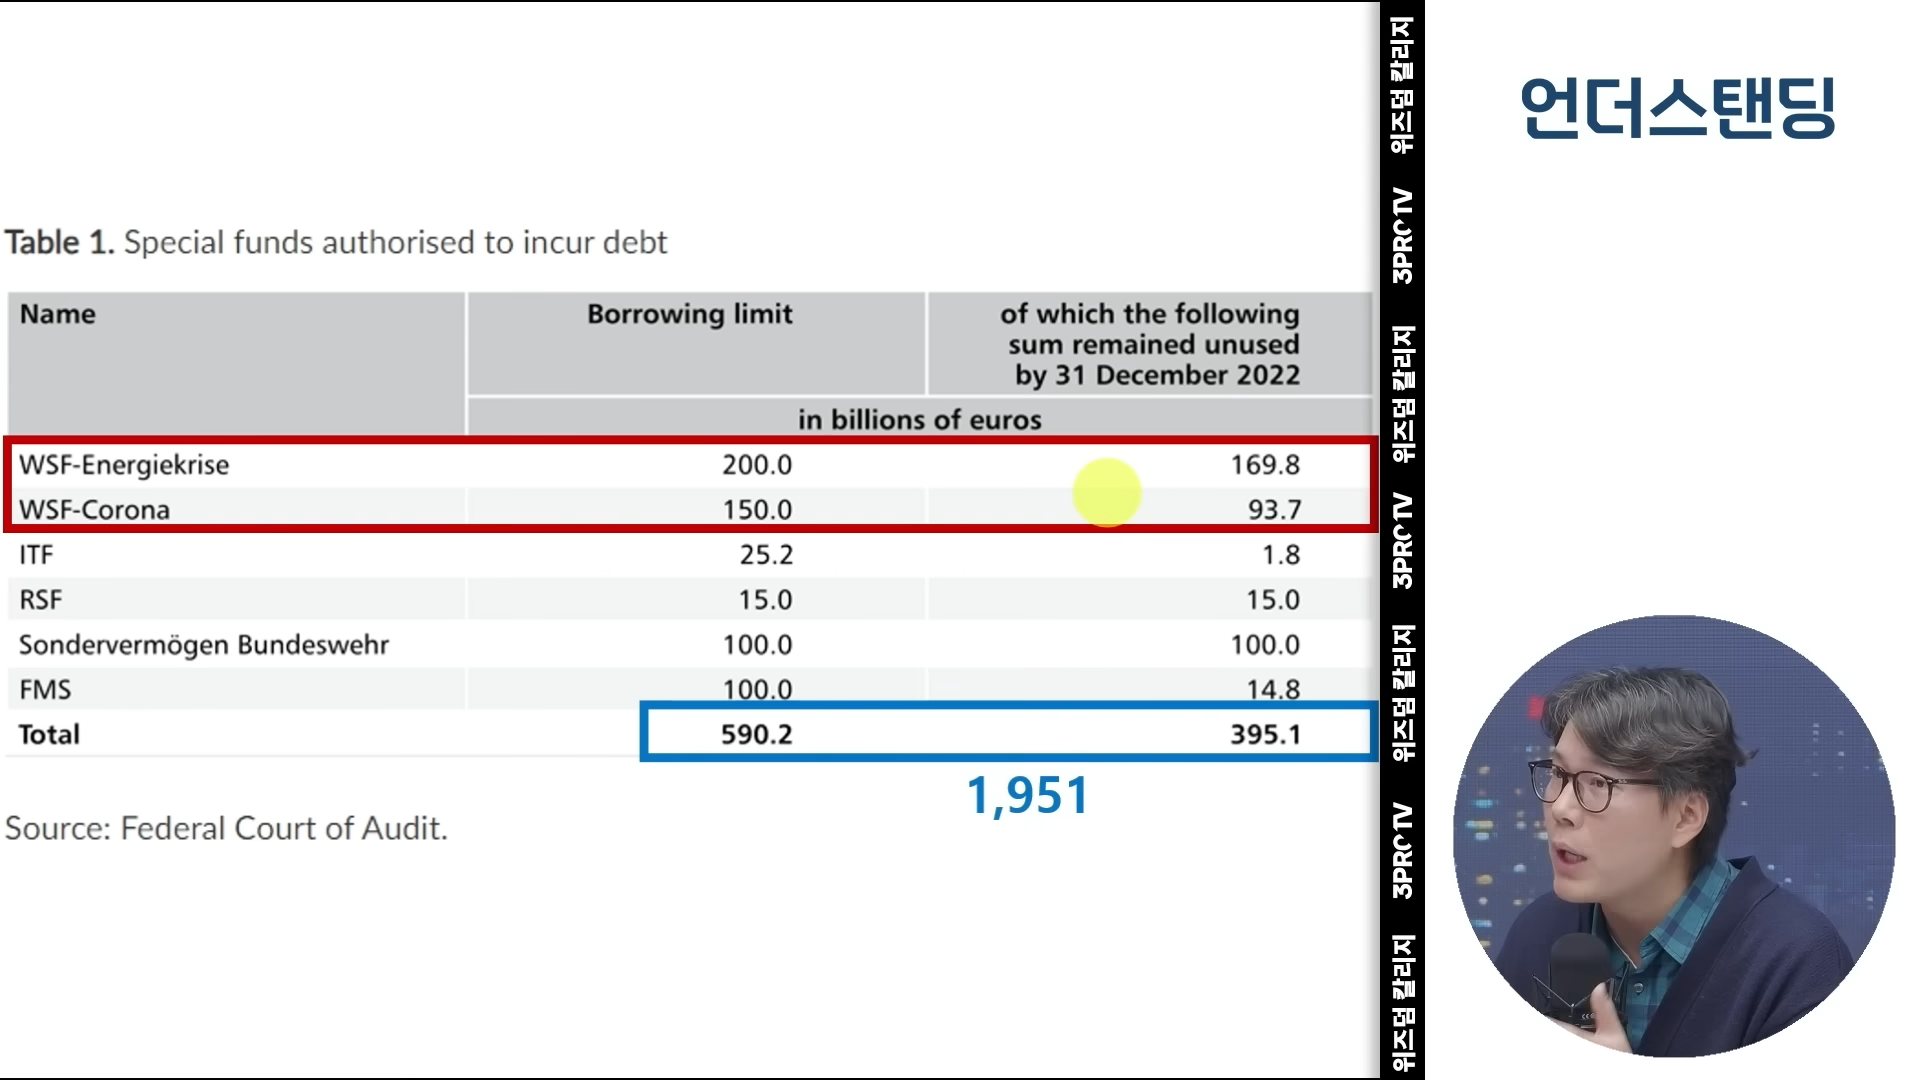 Table 1. Special funds authorised to incur debt
Name Borrowing limit of which the following
sum remained unused
by 31 December 2022
in billions of euros
WSF-Energiekrise 200.0 169.8
WSF-Corona 150.0 93.7
ITF 25.2 1.8
RSF 15.0 15.0
Sondervermögen Bundeswehr 100.0 100.0
FMS 100.0 14.8
Total 590.2 395.1
1,951
Source: Federal Court of Audit.
위즈덤 칼리지
3PROTV
위즈덤 칼리지
3PROTV
위즈덤 칼리지
3PROTV
위즈덤 칼리지
언더스탠딩